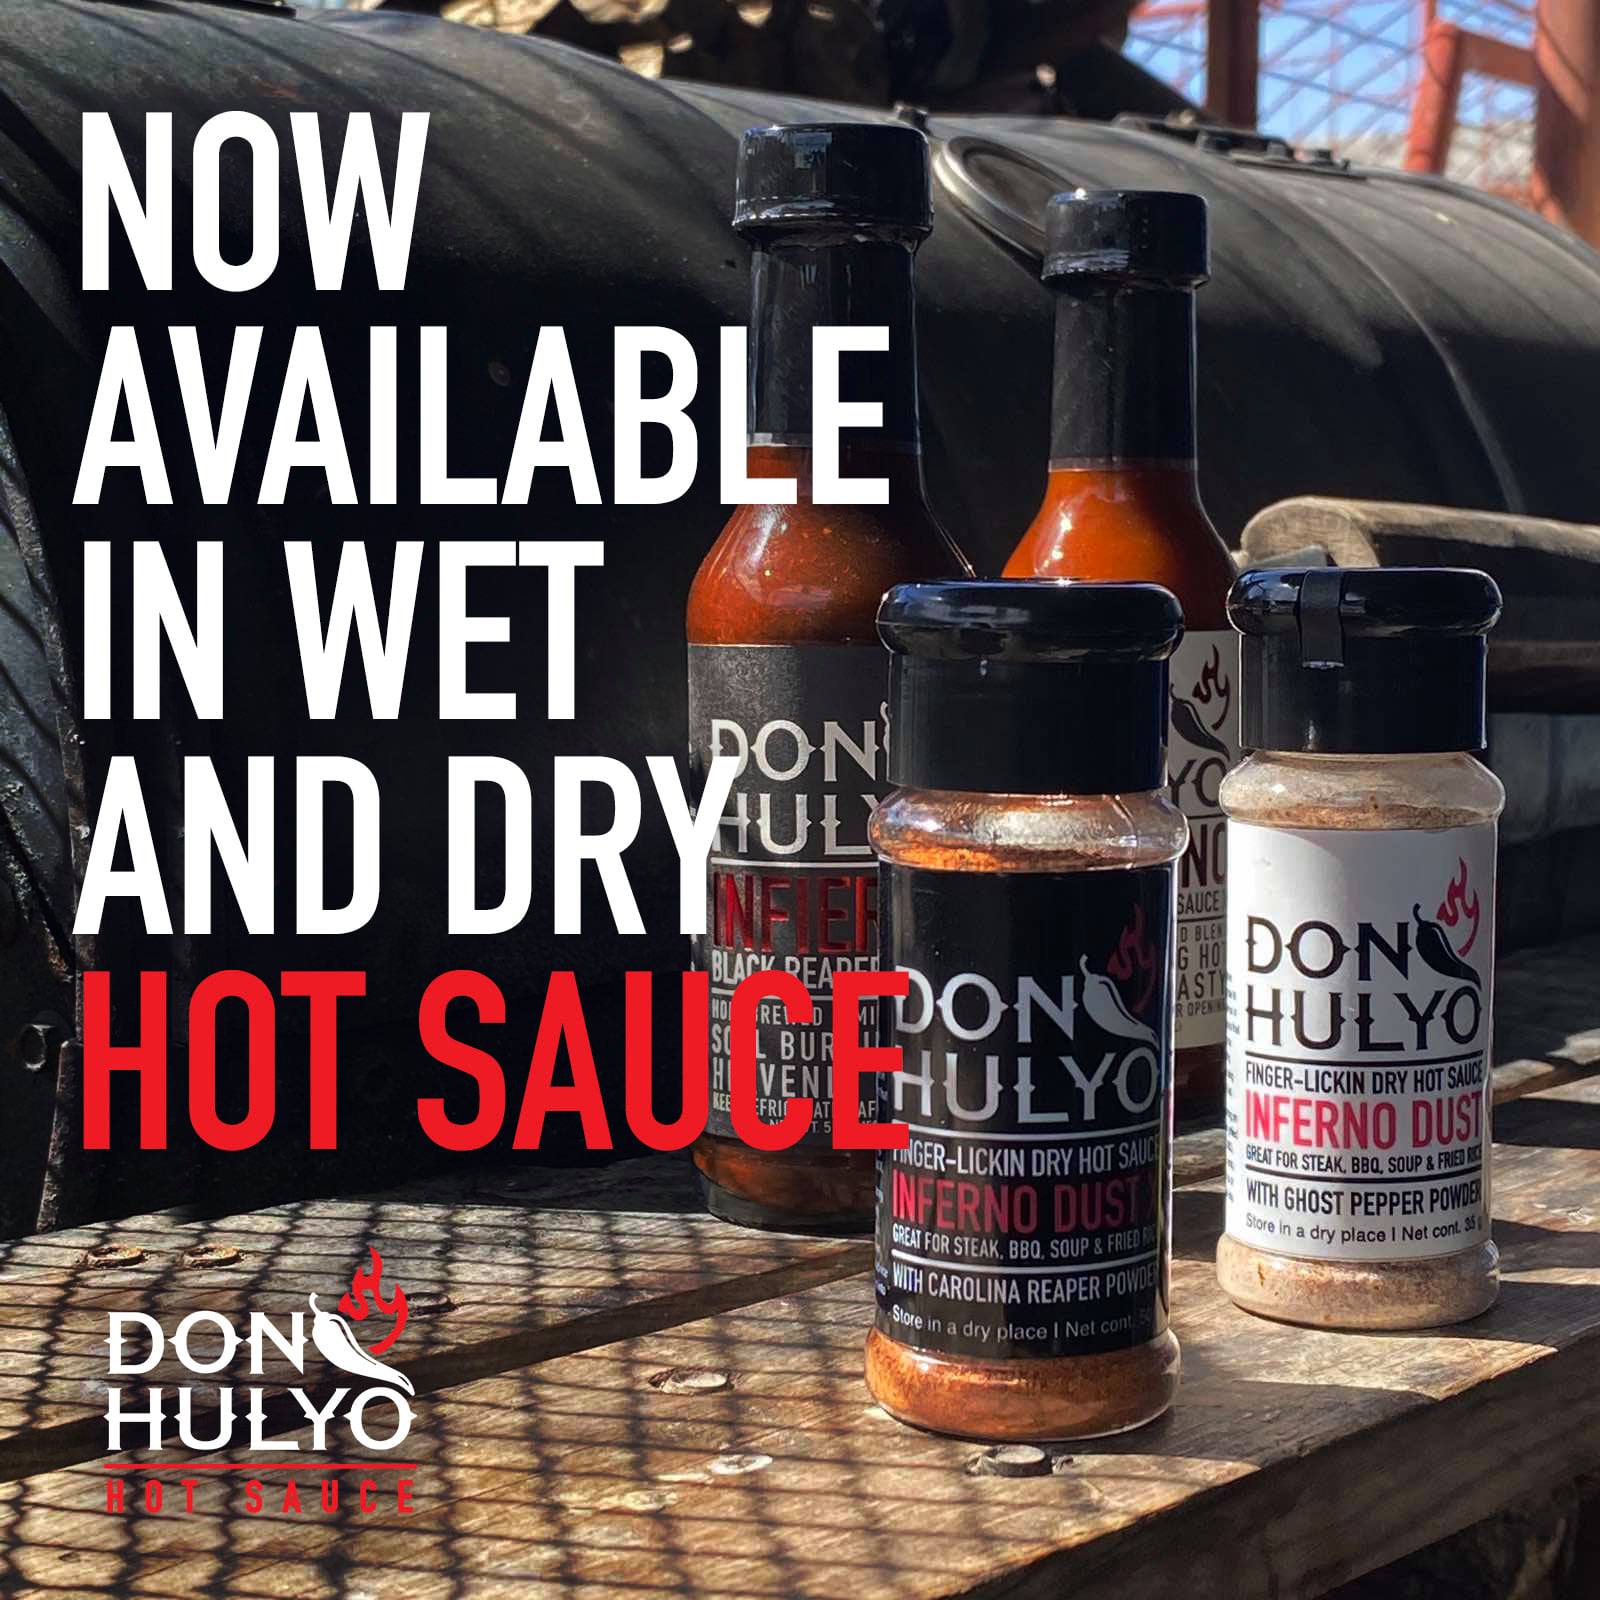 NOW
AVAILABLE
IN WET
AND DRY
HOT SAUCE
DON
HULYO
HOT SAUCE
DON
BLACK REAPER
DON
HULYO
FINGER-LICKIN DRY HOT SAUCE
INFERNO DUST X
GREAT FOR STEAK, BBQ, SOUP & FRIED RICE
WITH CAROLINA REAPER POWDER
Store in a dry place | Net cont.
SAUCE
G HOT
DON
HULYO
FINGER-LICKIN DRY HOT SAUCE
INFERNO DUST
GREAT FOR STEAK, BBQ, SOUP & FRIED RICE
WITH GHOST PEPPER POWDER
Store in a dry place | Net cont. 35 g